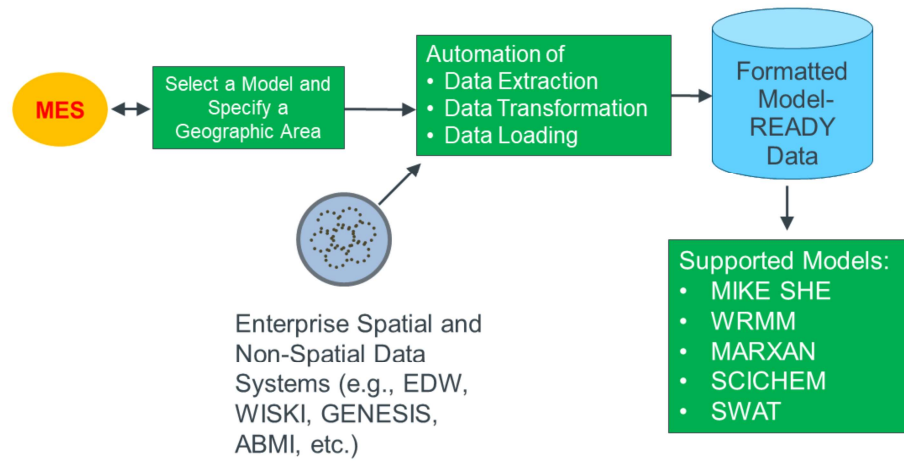 MES
Select a Model and
Specify a
Geographic Area
Automation of
• Data Extraction
• Data Transformation
• Data Loading
Formatted
Model-
READY
Data
Enterprise Spatial and
Non-Spatial Data
Systems (e.g., EDW,
WISKI, GENESIS,
ABMI, etc.)
Supported Models:
• MIKE SHE
• WRMM
• MARXAN
• SCICHEM
• SWAT